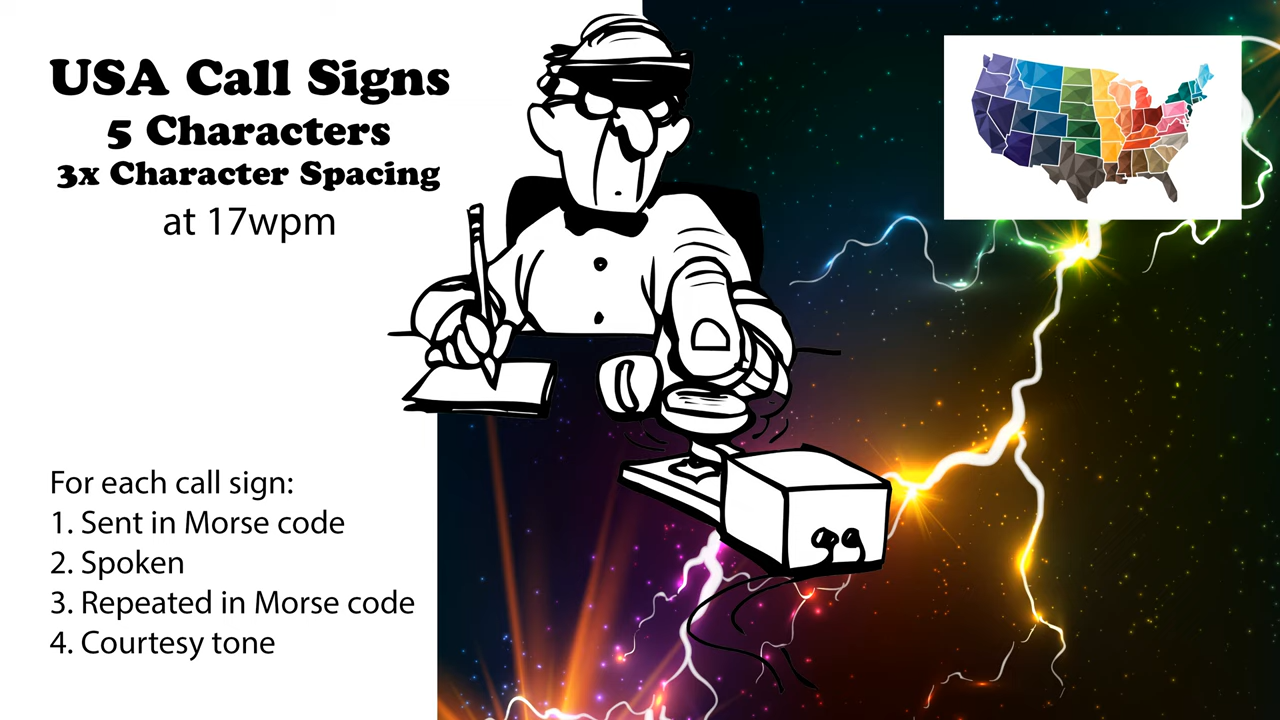 USA Call Signs
5 Characters
3x Character Spacing
at 17wpm
For each call sign:
1. Sent in Morse code
2. Spoken
3. Repeated in Morse code
4. Courtesy tone